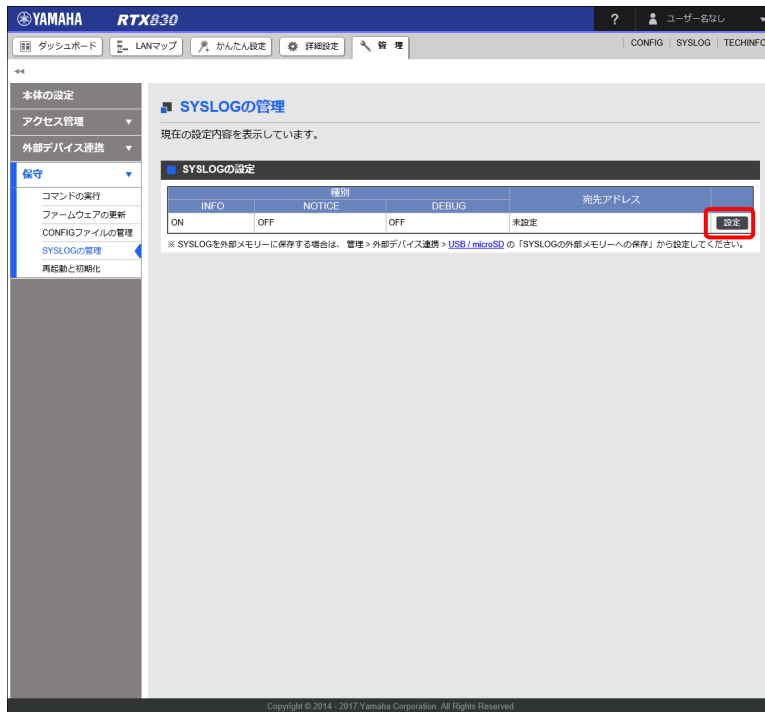 YAMAHA RTX830 ? ユーザー名なし
ダッシュボード LANマップ かんたん設定 詳細設定 管理 CONFIG SYSLOG TECHINFO
本体の設定
アクセス管理
外部デバイス連携
保守
コマンドの実行
ファームウェアの更新
CONFIGファイルの管理
SYSLOGの管理
再起動と初期化
SYSLOGの管理
現在の設定内容を表示しています。
SYSLOGの設定
種別 宛先アドレス
INFO NOTICE DEBUG
ON OFF OFF 未設定 設定
※ SYSLOGを外部メモリーに保存する場合は、 管理 > 外部デバイス連携 > USB / microSD の「SYSLOGの外部メモリーへの保存」から設定してください。
Copyright © 2014 - 2017 Yamaha Corporation. All Rights Reserved.